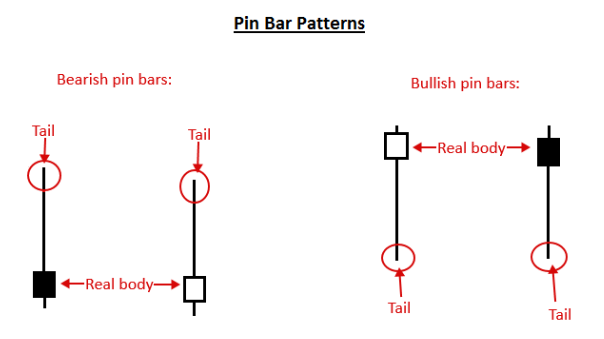 Pin Bar Patterns
Bearish pin bars:
Bullish pin bars:
Tail
Tail
Real body
Real body
Tail
Tail